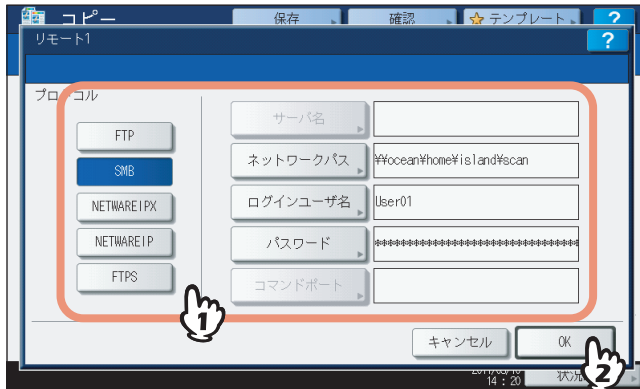 コピー 保存 確認 テンプレート ?
リモート1 ?
プロトコル
FTP
SMB
NETWAREIPX
NETWAREIP
FTPS
サーバ名
ネットワークパス ¥¥ocean¥home¥island¥scan
ログインユーザ名 User01
パスワード ************************************
コマンドポート
1
キャンセル OK
2
14 : 20 状況